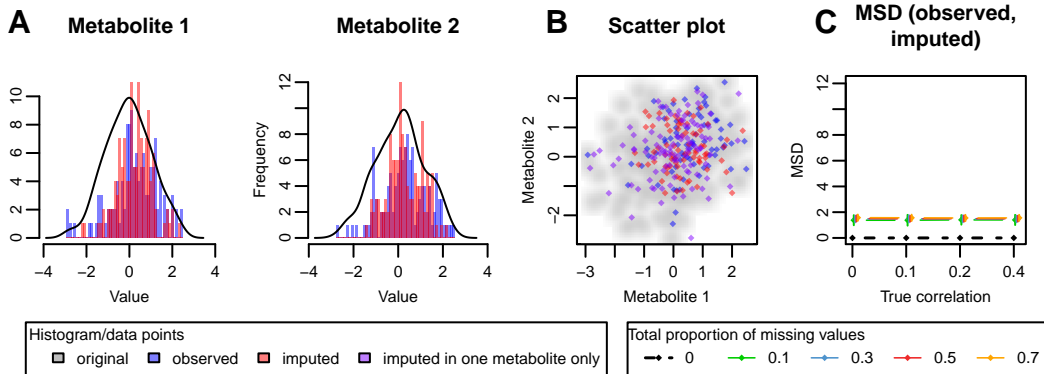 A
Metabolite 1
Metabolite 2
B
Scatter plot
C
MSD (observed,
imputed)
0
2
4
6
8
10
−4
−2
0
2
4
Value
Frequency
0
2
4
6
8
12
−4
−2
0
2
4
Value
Metabolite 2
−2
0
1
2
−3
−2
−1
0
1
2
Metabolite 1
MSD
0
2
4
6
8
12
0
0.1
0.2
0.4
True correlation
Histogram/data points
original
observed
imputed
imputed in one metabolite only
Total proportion of missing values
0
0.1
0.3
0.5
0.7